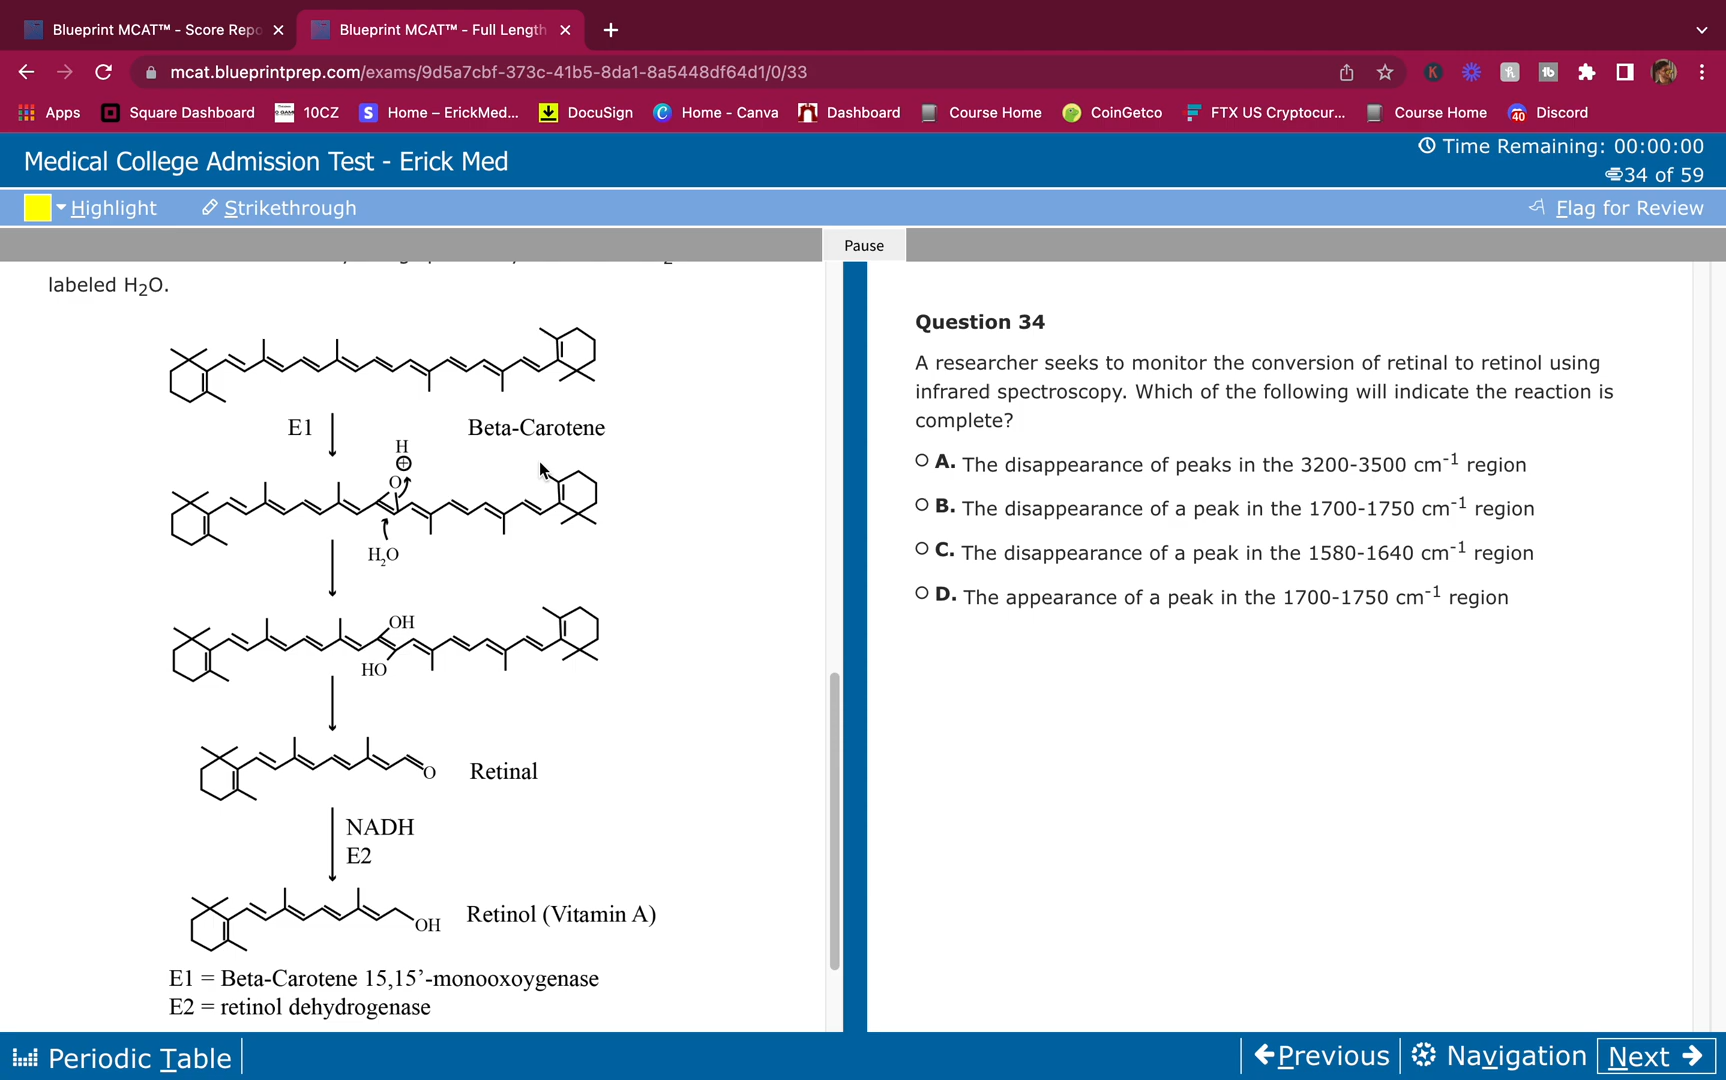 Blueprint MCAT™ - Score Repo
Blueprint MCAT™ - Full Length
mcat.blueprintprep.com/exams/9d5a7cbf-373c-41b5-8da1-8a5448df64d1/0/33
Apps Square Dashboard 10CZ Home – ErickMed... DocuSign Home - Canva Dashboard Course Home CoinGetco FTX US Cryptocur... Course Home 40 Discord
Medical College Admission Test - Erick Med
Time Remaining: 00:00:00
34 of 59
Highlight Strikethrough Flag for Review
Pause
labeled H₂O.
E1 Beta-Carotene
H
⊕
O
H₂O
OH
HO
O Retinal
NADH
E2
OH Retinol (Vitamin A)
E1 = Beta-Carotene 15,15’-monooxoygenase
E2 = retinol dehydrogenase
Question 34
A researcher seeks to monitor the conversion of retinal to retinol using
infrared spectroscopy. Which of the following will indicate the reaction is
complete?
A. The disappearance of peaks in the 3200-3500 cm⁻¹ region
B. The disappearance of a peak in the 1700-1750 cm⁻¹ region
C. The disappearance of a peak in the 1580-1640 cm⁻¹ region
D. The appearance of a peak in the 1700-1750 cm⁻¹ region
Periodic Table Previous Navigation Next